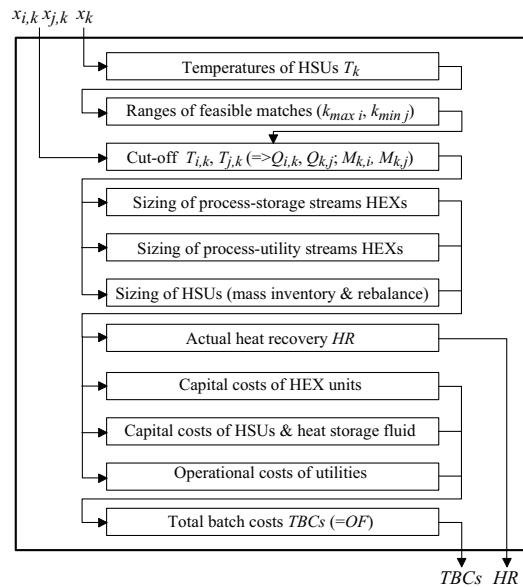 x_{i,k} x_{j,k} x_k
Temperatures of HSUs T_k
Ranges of feasible matches (k_{max i}, k_{min j})
Cut-off T_{i,k}, T_{j,k} (=>Q_{i,k}, Q_{k,j}; M_{k,i}, M_{k,j})
Sizing of process-storage streams HEXs
Sizing of process-utility streams HEXs
Sizing of HSUs (mass inventory & rebalance)
Actual heat recovery HR
Capital costs of HEX units
Capital costs of HSUs & heat storage fluid
Operational costs of utilities
Total batch costs TBCs (=OF)
TBCs HR